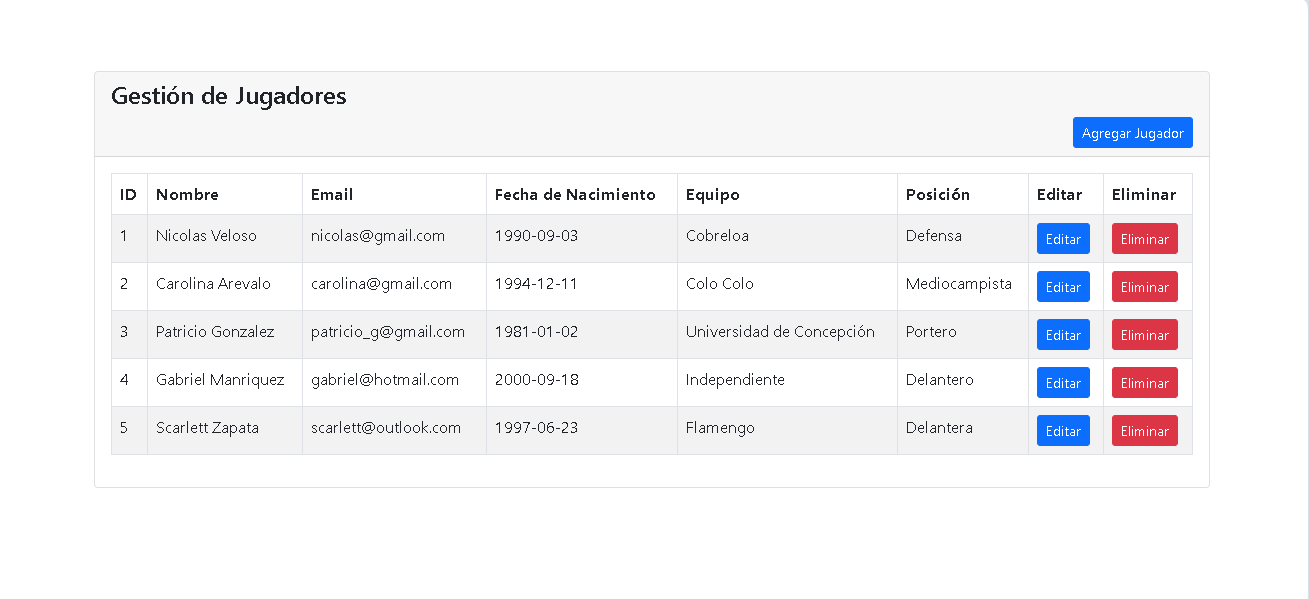 Gestión de Jugadores
Agregar Jugador
ID Nombre Email Fecha de Nacimiento Equipo Posición Editar Eliminar
1 Nicolas Veloso nicolas@gmail.com 1990-09-03 Cobreloa Defensa Editar Eliminar
2 Carolina Arevalo carolina@gmail.com 1994-12-11 Colo Colo Mediocampista Editar Eliminar
3 Patricio Gonzalez patricio_g@gmail.com 1981-01-02 Universidad de Concepción Portero Editar Eliminar
4 Gabriel Manriquez gabriel@hotmail.com 2000-09-18 Independiente Delantero Editar Eliminar
5 Scarlett Zapata scarlett@outlook.com 1997-06-23 Flamengo Delantera Editar Eliminar